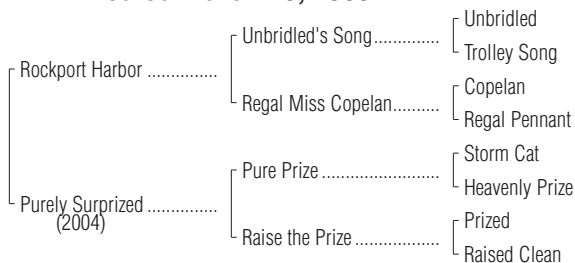 Unbridled
Unbridled's Song..............
Trolley Song
Rockport Harbor ...............
Copelan
Regal Miss Copelan..........
Regal Pennant
Storm Cat
Pure Prize .........................
Heavenly Prize
Purely Surprized ...............
(2004)
Prized
Raise the Prize ..................
Raised Clean